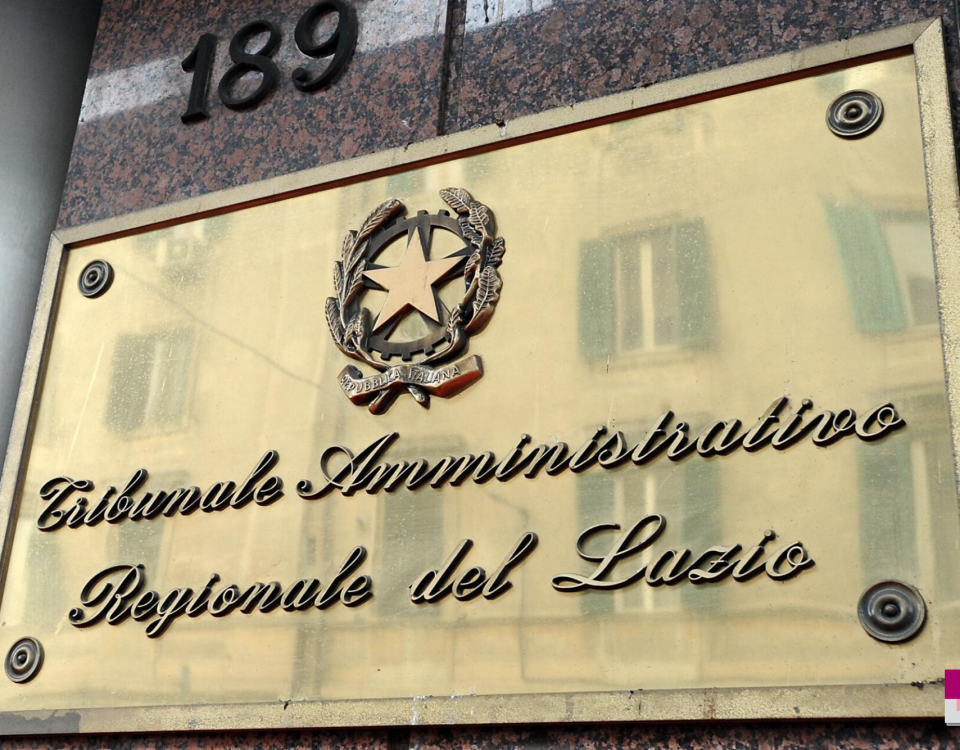 189
REPUBBLICA ITALIANA
Tribunale Amministrativo
Regionale del Lazio